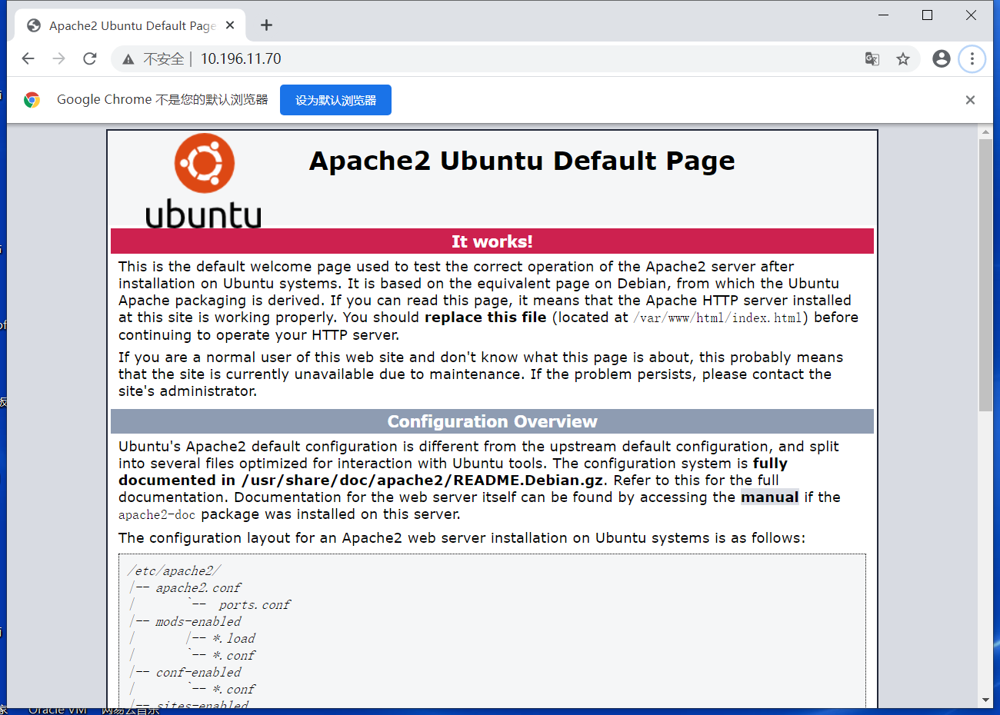 Apache2 Ubuntu Default Page
不安全 | 10.196.11.70
Google Chrome 不是您的默认浏览器 设为默认浏览器
ubuntu
Apache2 Ubuntu Default Page
It works!
This is the default welcome page used to test the correct operation of the Apache2 server after
installation on Ubuntu systems. It is based on the equivalent page on Debian, from which the Ubuntu
Apache packaging is derived. If you can read this page, it means that the Apache HTTP server installed
at this site is working properly. You should replace this file (located at /var/www/html/index.html) before
continuing to operate your HTTP server.
If you are a normal user of this web site and don't know what this page is about, this probably means
that the site is currently unavailable due to maintenance. If the problem persists, please contact the
site's administrator.
Configuration Overview
Ubuntu's Apache2 default configuration is different from the upstream default configuration, and split
into several files optimized for interaction with Ubuntu tools. The configuration system is fully
documented in /usr/share/doc/apache2/README.Debian.gz. Refer to this for the full
documentation. Documentation for the web server itself can be found by accessing the manual if the
apache2-doc package was installed on this server.
The configuration layout for an Apache2 web server installation on Ubuntu systems is as follows:
/etc/apache2/
|-- apache2.conf
|       `--  ports.conf
|-- mods-enabled
|       |-- *.load
|       `-- *.conf
|-- conf-enabled
|       `-- *.conf
|-- sites-enabled
Oracle VM 网易云音乐